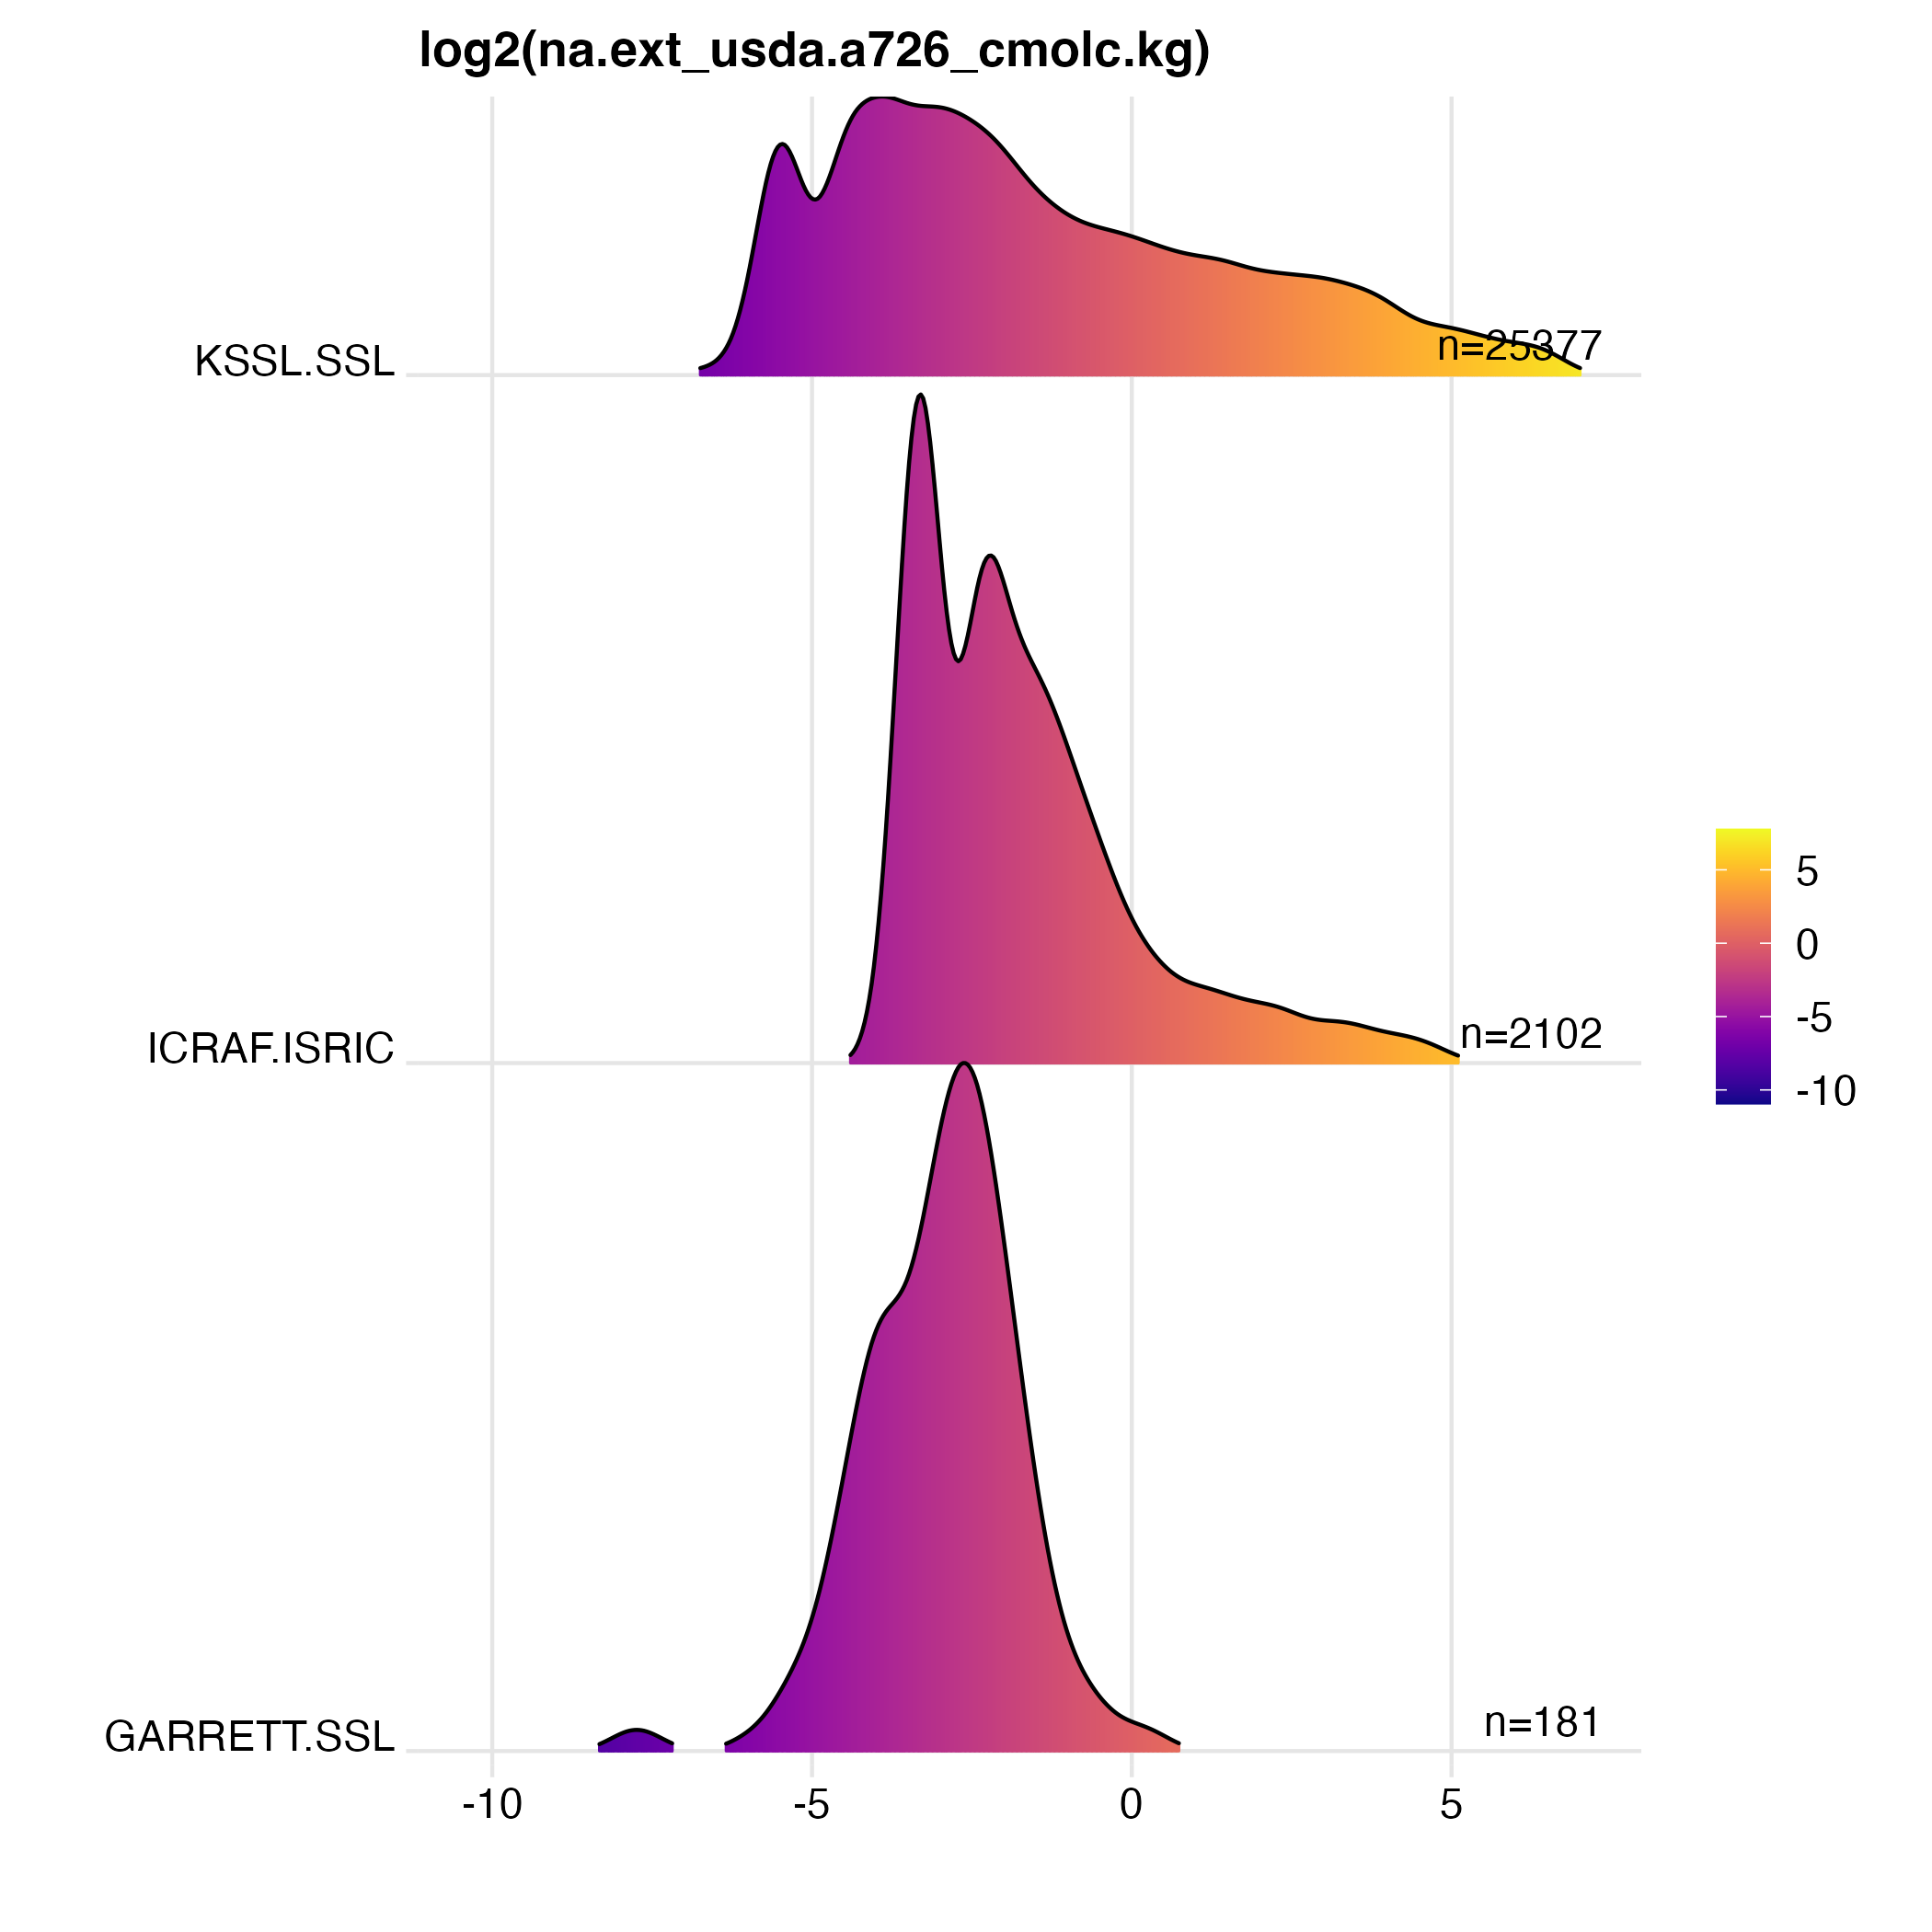 log2(na.ext_usda.a726_cmolc.kg)
KSSL.SSL
n=25377
ICRAF.ISRIC
n=2102
GARRETT.SSL
n=181
-10
-5
0
5
5
0
-5
-10